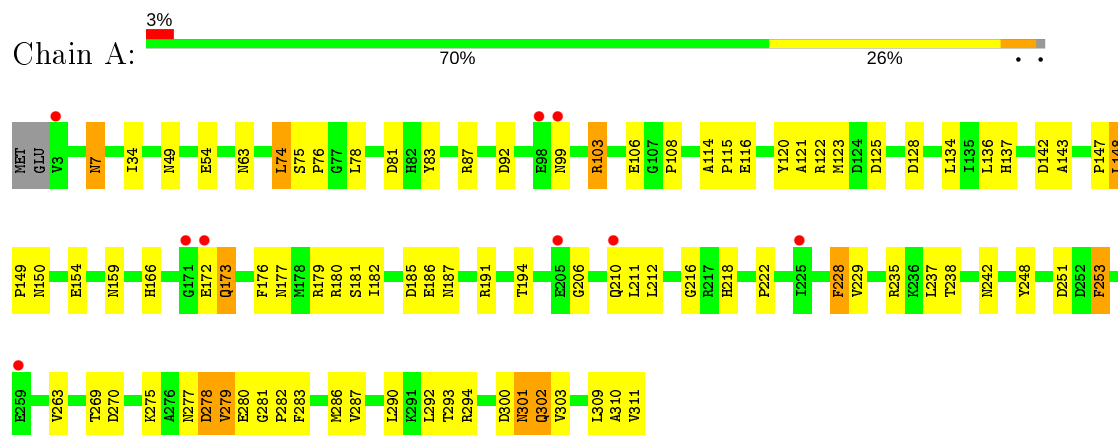 3%
Chain A:
70% 26% • •
MET GLU V3 N7 I34 N49 E54 N63 L74 S75 P76 G77 L78 D81 H82 Y83 R87 D92 E98 N99 R103 E106 G107 P108 A114 P115 E116 Y120 A121 R122 M123 D124 D125 D128 L134 I135 L136 H137 D142 A143 P147 L148
P149 N150 E154 N159 H166 G171 E172 Q173 F176 N177 M178 R179 R180 S181 I182 D185 E186 N187 R191 T194 E205 G206 Q210 L211 L212 G216 R217 H218 P222 I225 F228 V229 R235 K236 L237 T238 N242 Y248 D251 D252 F253
E259 V263 T269 D270 K275 A276 N277 D278 V279 E280 G281 P282 F283 M286 V287 L290 K291 L292 T293 R294 D300 N301 Q302 V303 L309 A310 V311